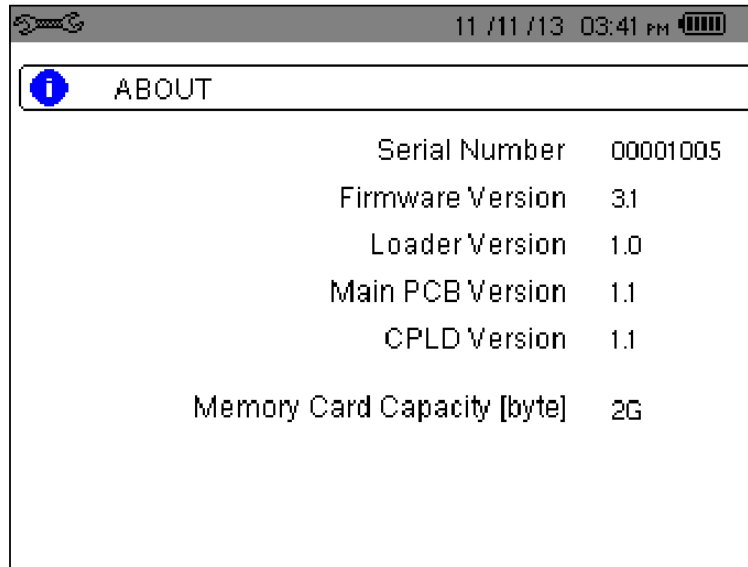 11 /11 /13 03:41 PM
i ABOUT
Serial Number 00001005
Firmware Version 3.1
Loader Version 1.0
Main PCB Version 1.1
CPLD Version 1.1
Memory Card Capacity [byte] 2G